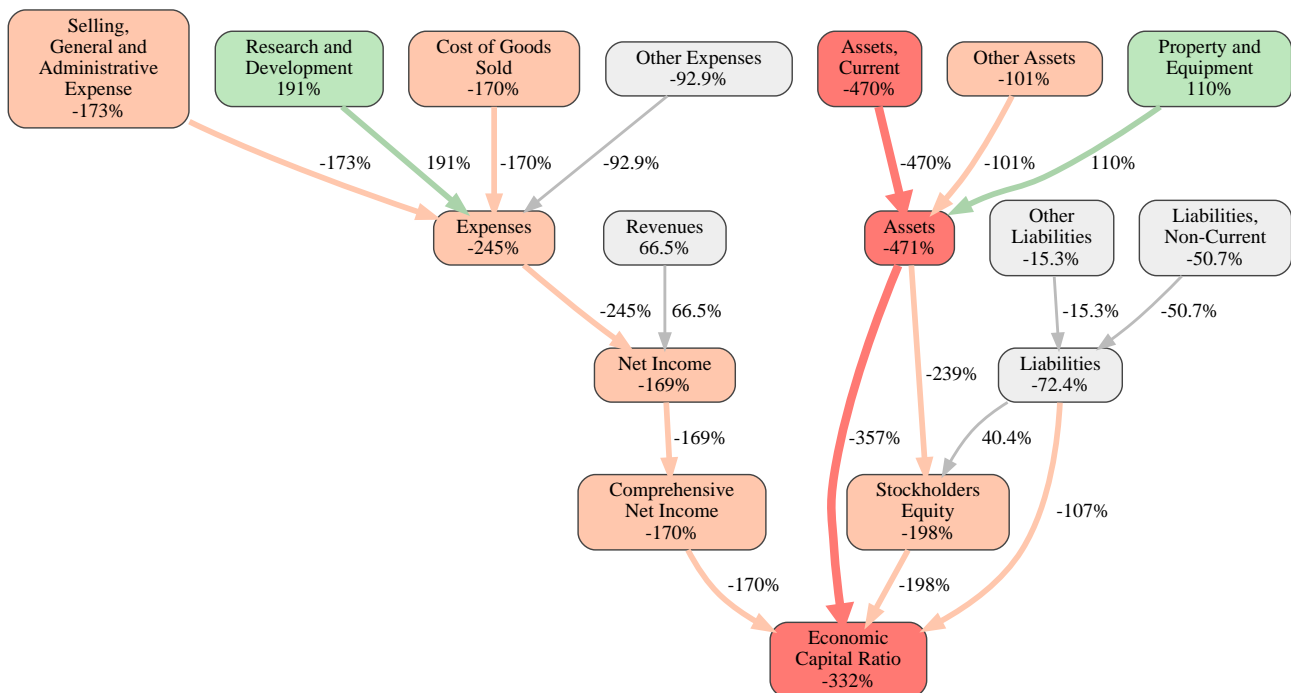 Selling,
General and
Administrative
Expense
-173%
Research and
Development
191%
Cost of Goods
Sold
-170%
Other Expenses
-92.9%
Assets,
Current
-470%
Other Assets
-101%
Property and
Equipment
110%
-173%
191%
-170%
-92.9%
-470%
-101%
110%
Expenses
-245%
Revenues
66.5%
Assets
-471%
Other
Liabilities
-15.3%
Liabilities,
Non-Current
-50.7%
-245%
66.5%
-15.3%
-50.7%
Net Income
-169%
-239%
Liabilities
-72.4%
-169%
-357%
40.4%
Comprehensive
Net Income
-170%
Stockholders
Equity
-198%
-107%
-170%
-198%
Economic
Capital Ratio
-332%